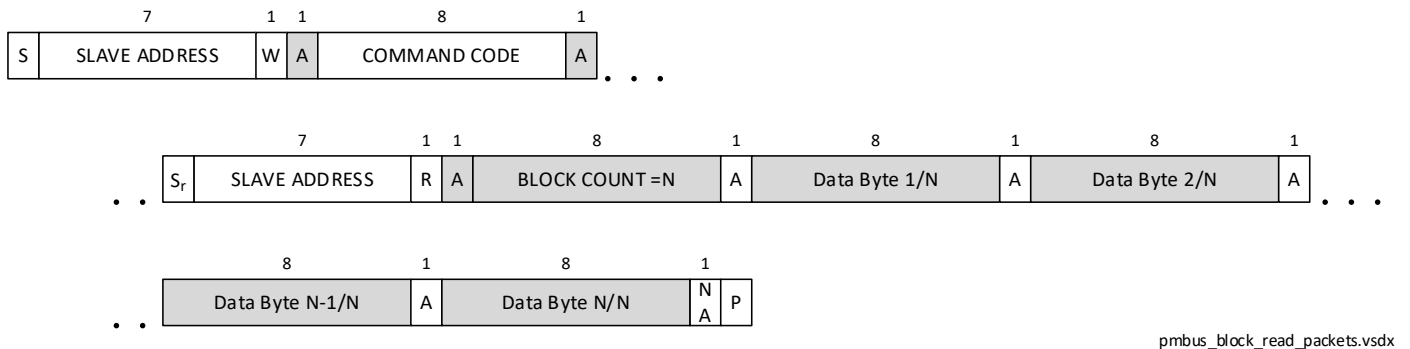 7 1 1 8 1
S SLAVE ADDRESS W A COMMAND CODE A . . .
7 1 1 8 1 8 1 8 1
. . Sr SLAVE ADDRESS R A BLOCK COUNT =N A Data Byte 1/N A Data Byte 2/N A . . .
8 1 8 1
. . Data Byte N-1/N A Data Byte N/N NA P
pmbus_block_read_packets.vsdx